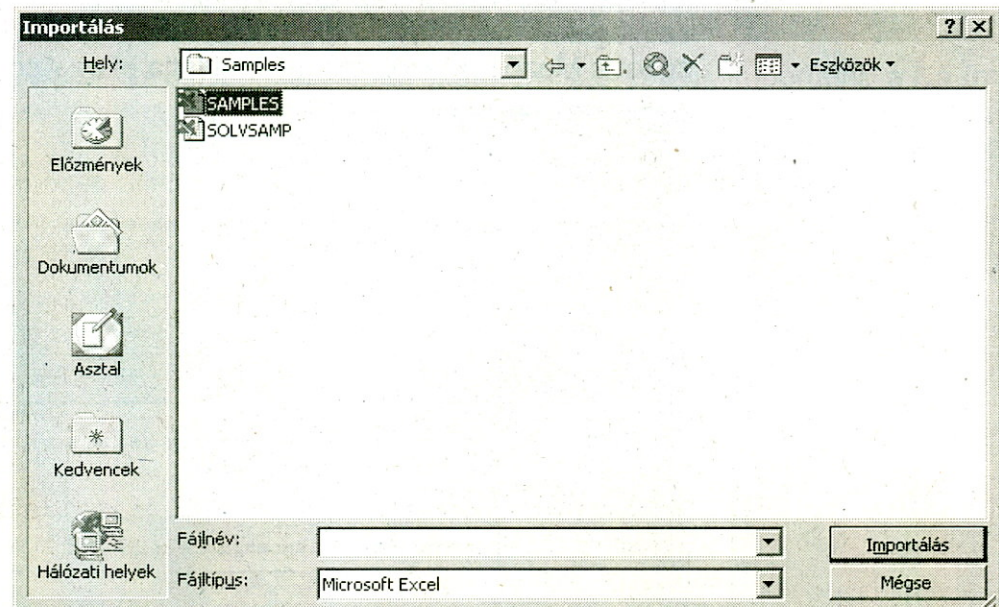 Importálás
Hely:
Samples
Eszközök
SAMPLES
SOLVSAMP
Előzmények
Dokumentumok
Asztal
Kedvencek
Hálózati helyek
Fájlnév:
Importálás
Fájltípus:
Microsoft Excel
Mégse